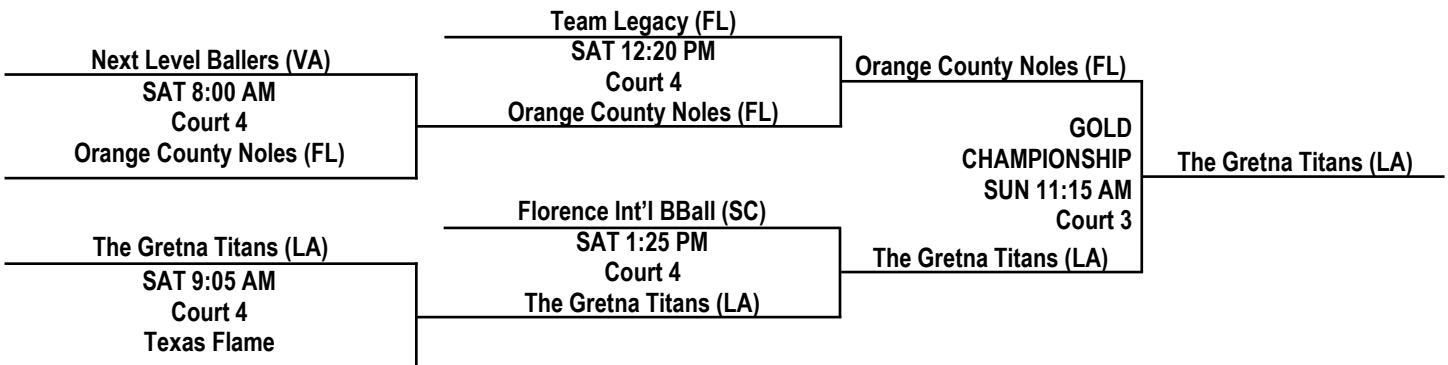 Team Legacy (FL)
Next Level Ballers (VA)
SAT 12:20 PM
Orange County Noles (FL)
SAT 8:00 AM
Court 4
Court 4
Orange County Noles (FL)
Orange County Noles (FL)
GOLD
CHAMPIONSHIP
SUN 11:15 AM
Court 3
The Gretna Titans (LA)
Florence Int'l BBall (SC)
The Gretna Titans (LA)
SAT 1:25 PM
The Gretna Titans (LA)
SAT 9:05 AM
Court 4
Court 4
The Gretna Titans (LA)
Texas Flame